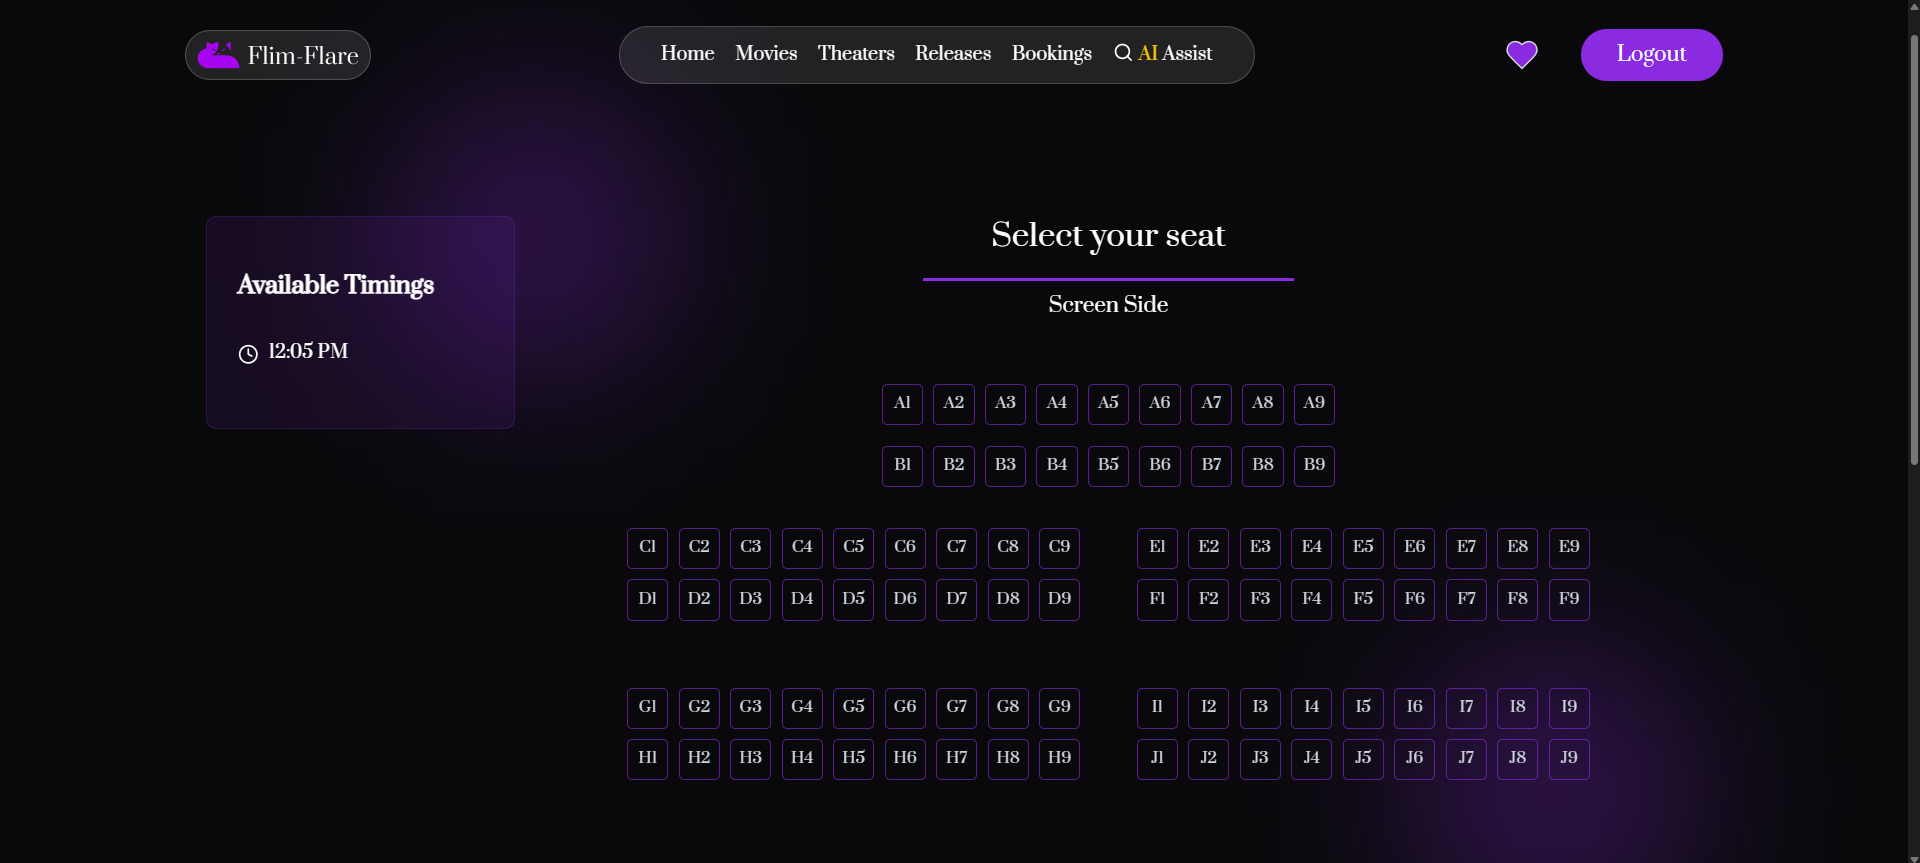 Flim-Flare
Home Movies Theaters Releases Bookings AI Assist
Logout
Available Timings
12:05 PM
Select your seat
Screen Side
A1 A2 A3 A4 A5 A6 A7 A8 A9
B1 B2 B3 B4 B5 B6 B7 B8 B9
C1 C2 C3 C4 C5 C6 C7 C8 C9
D1 D2 D3 D4 D5 D6 D7 D8 D9
E1 E2 E3 E4 E5 E6 E7 E8 E9
F1 F2 F3 F4 F5 F6 F7 F8 F9
G1 G2 G3 G4 G5 G6 G7 G8 G9
H1 H2 H3 H4 H5 H6 H7 H8 H9
I1 I2 I3 I4 I5 I6 I7 I8 I9
J1 J2 J3 J4 J5 J6 J7 J8 J9